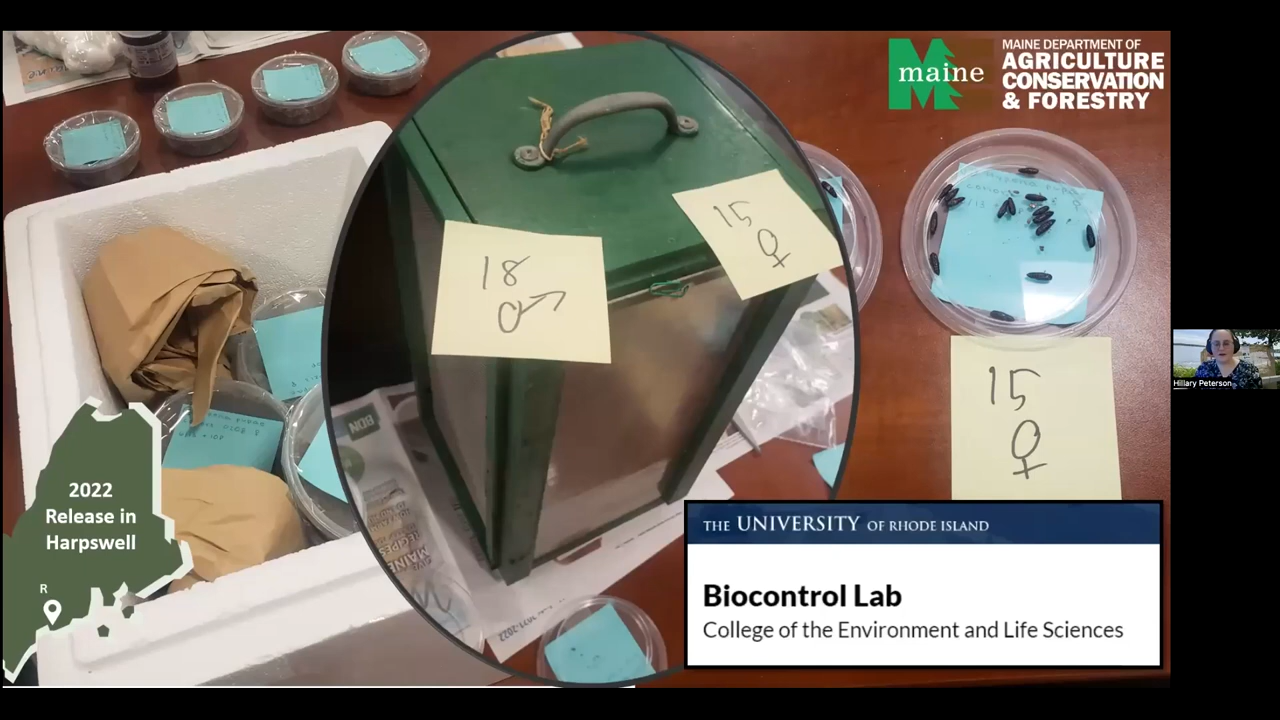 maine
MAINE DEPARTMENT OF
AGRICULTURE
CONSERVATION
& FORESTRY
18
♂
15
♀
15
♀
BDN
2022
Release in
Harpswell
R
THE UNIVERSITY OF RHODE ISLAND
Biocontrol Lab
College of the Environment and Life Sciences
Hillary Peterson